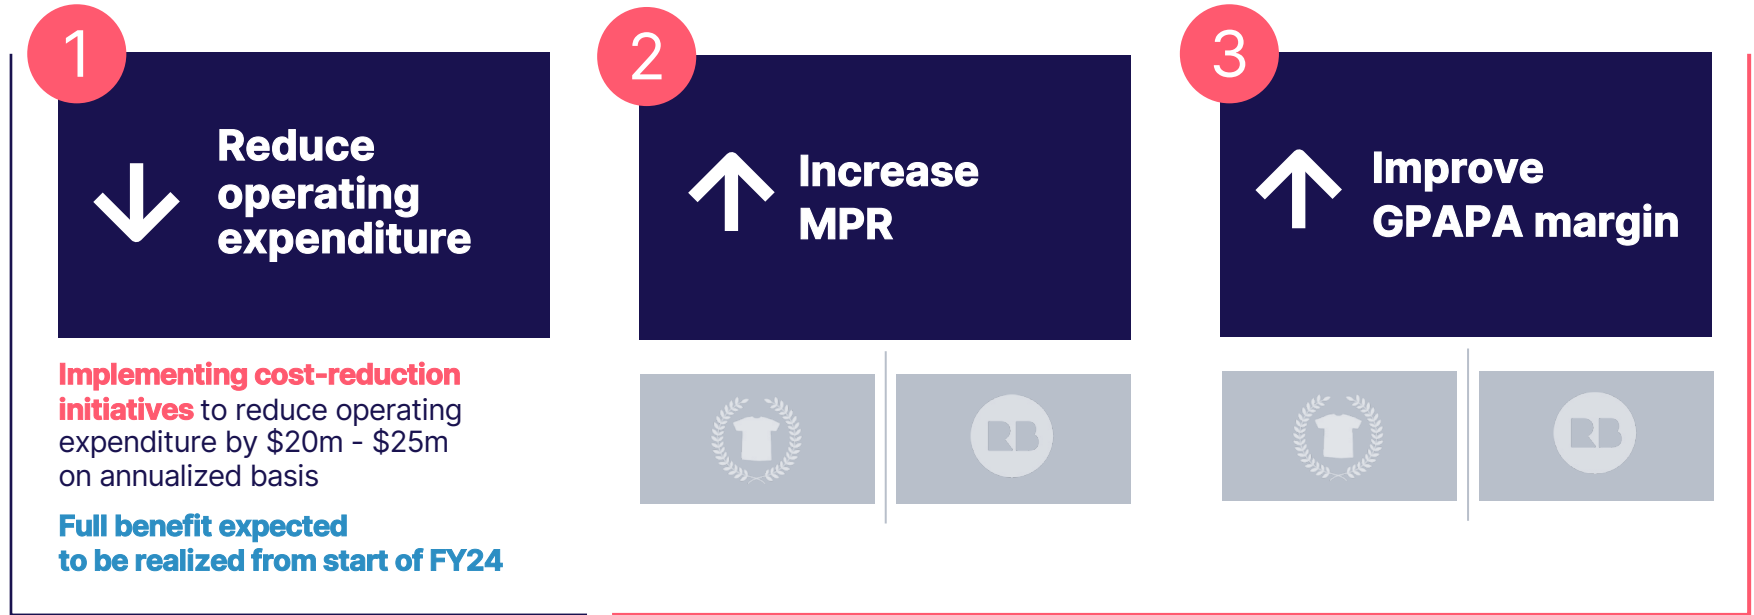 1
Reduce
operating
expenditure
Implementing cost-reduction
initiatives to reduce operating
expenditure by $20m - $25m
on annualized basis
Full benefit expected
to be realized from start of FY24
2
Increase
MPR
RB
3
Improve
GPAPA margin
RB